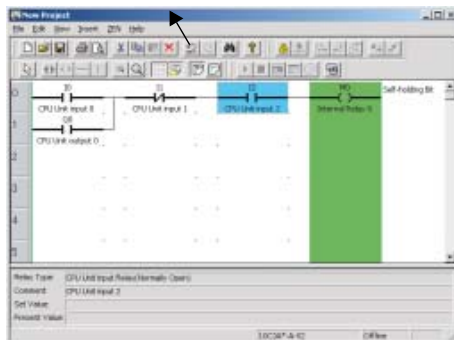 New Project
File Edit View Insert ZEN Help
0 I0 I1 I2 M0 Self-holding Bit
CPU Unit input 0 CPU Unit input 1 CPU Unit input 2 Internal Relay 0
1 Q0
CPU Unit output 0
2
3
4
5
Relay Type CPU Unit Input Relay(Normally Open)
Comment CPU Unit input 2
Set Value
Present Value
Offline